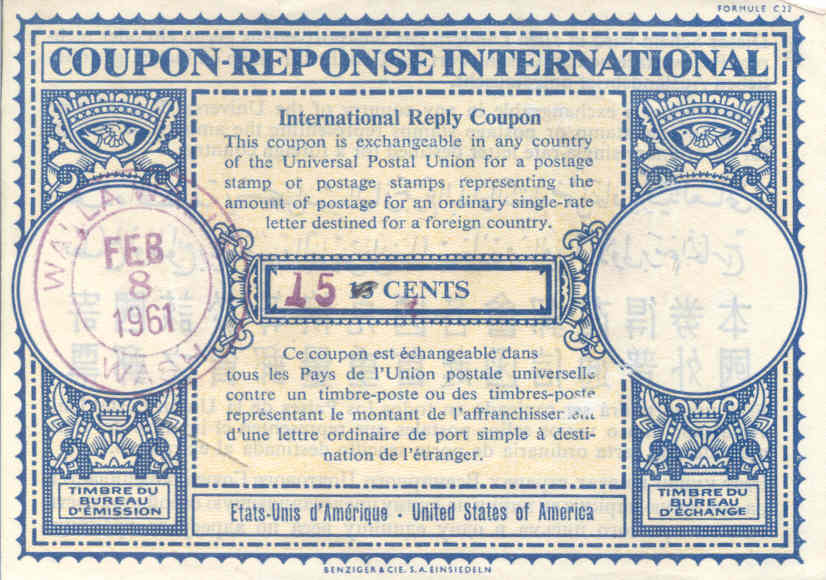 FORMULE C 22
COUPON-REPONSE INTERNATIONAL
International Reply Coupon
This coupon is exchangeable in any country
of the Universal Postal Union for a postage
stamp or postage stamps representing the
amount of postage for an ordinary single-rate
letter destined for a foreign country.
WALLA WALLA
FEB
8
1961
WASH
15 CENTS
Ce coupon est échangeable dans
tous les Pays de l'Union postale universelle
contre un timbre-poste ou des timbres-poste
représentant le montant de l'affranchissement
d'une lettre ordinaire de port simple à desti-
nation de l'étranger.
TIMBRE DU
BUREAU
D'ÉMISSION
Etats-Unis d'Amérique - United States of America
TIMBRE DU
BUREAU
D'ÉCHANGE
BENZIGER & CIE. S.A. EINSIEDELN